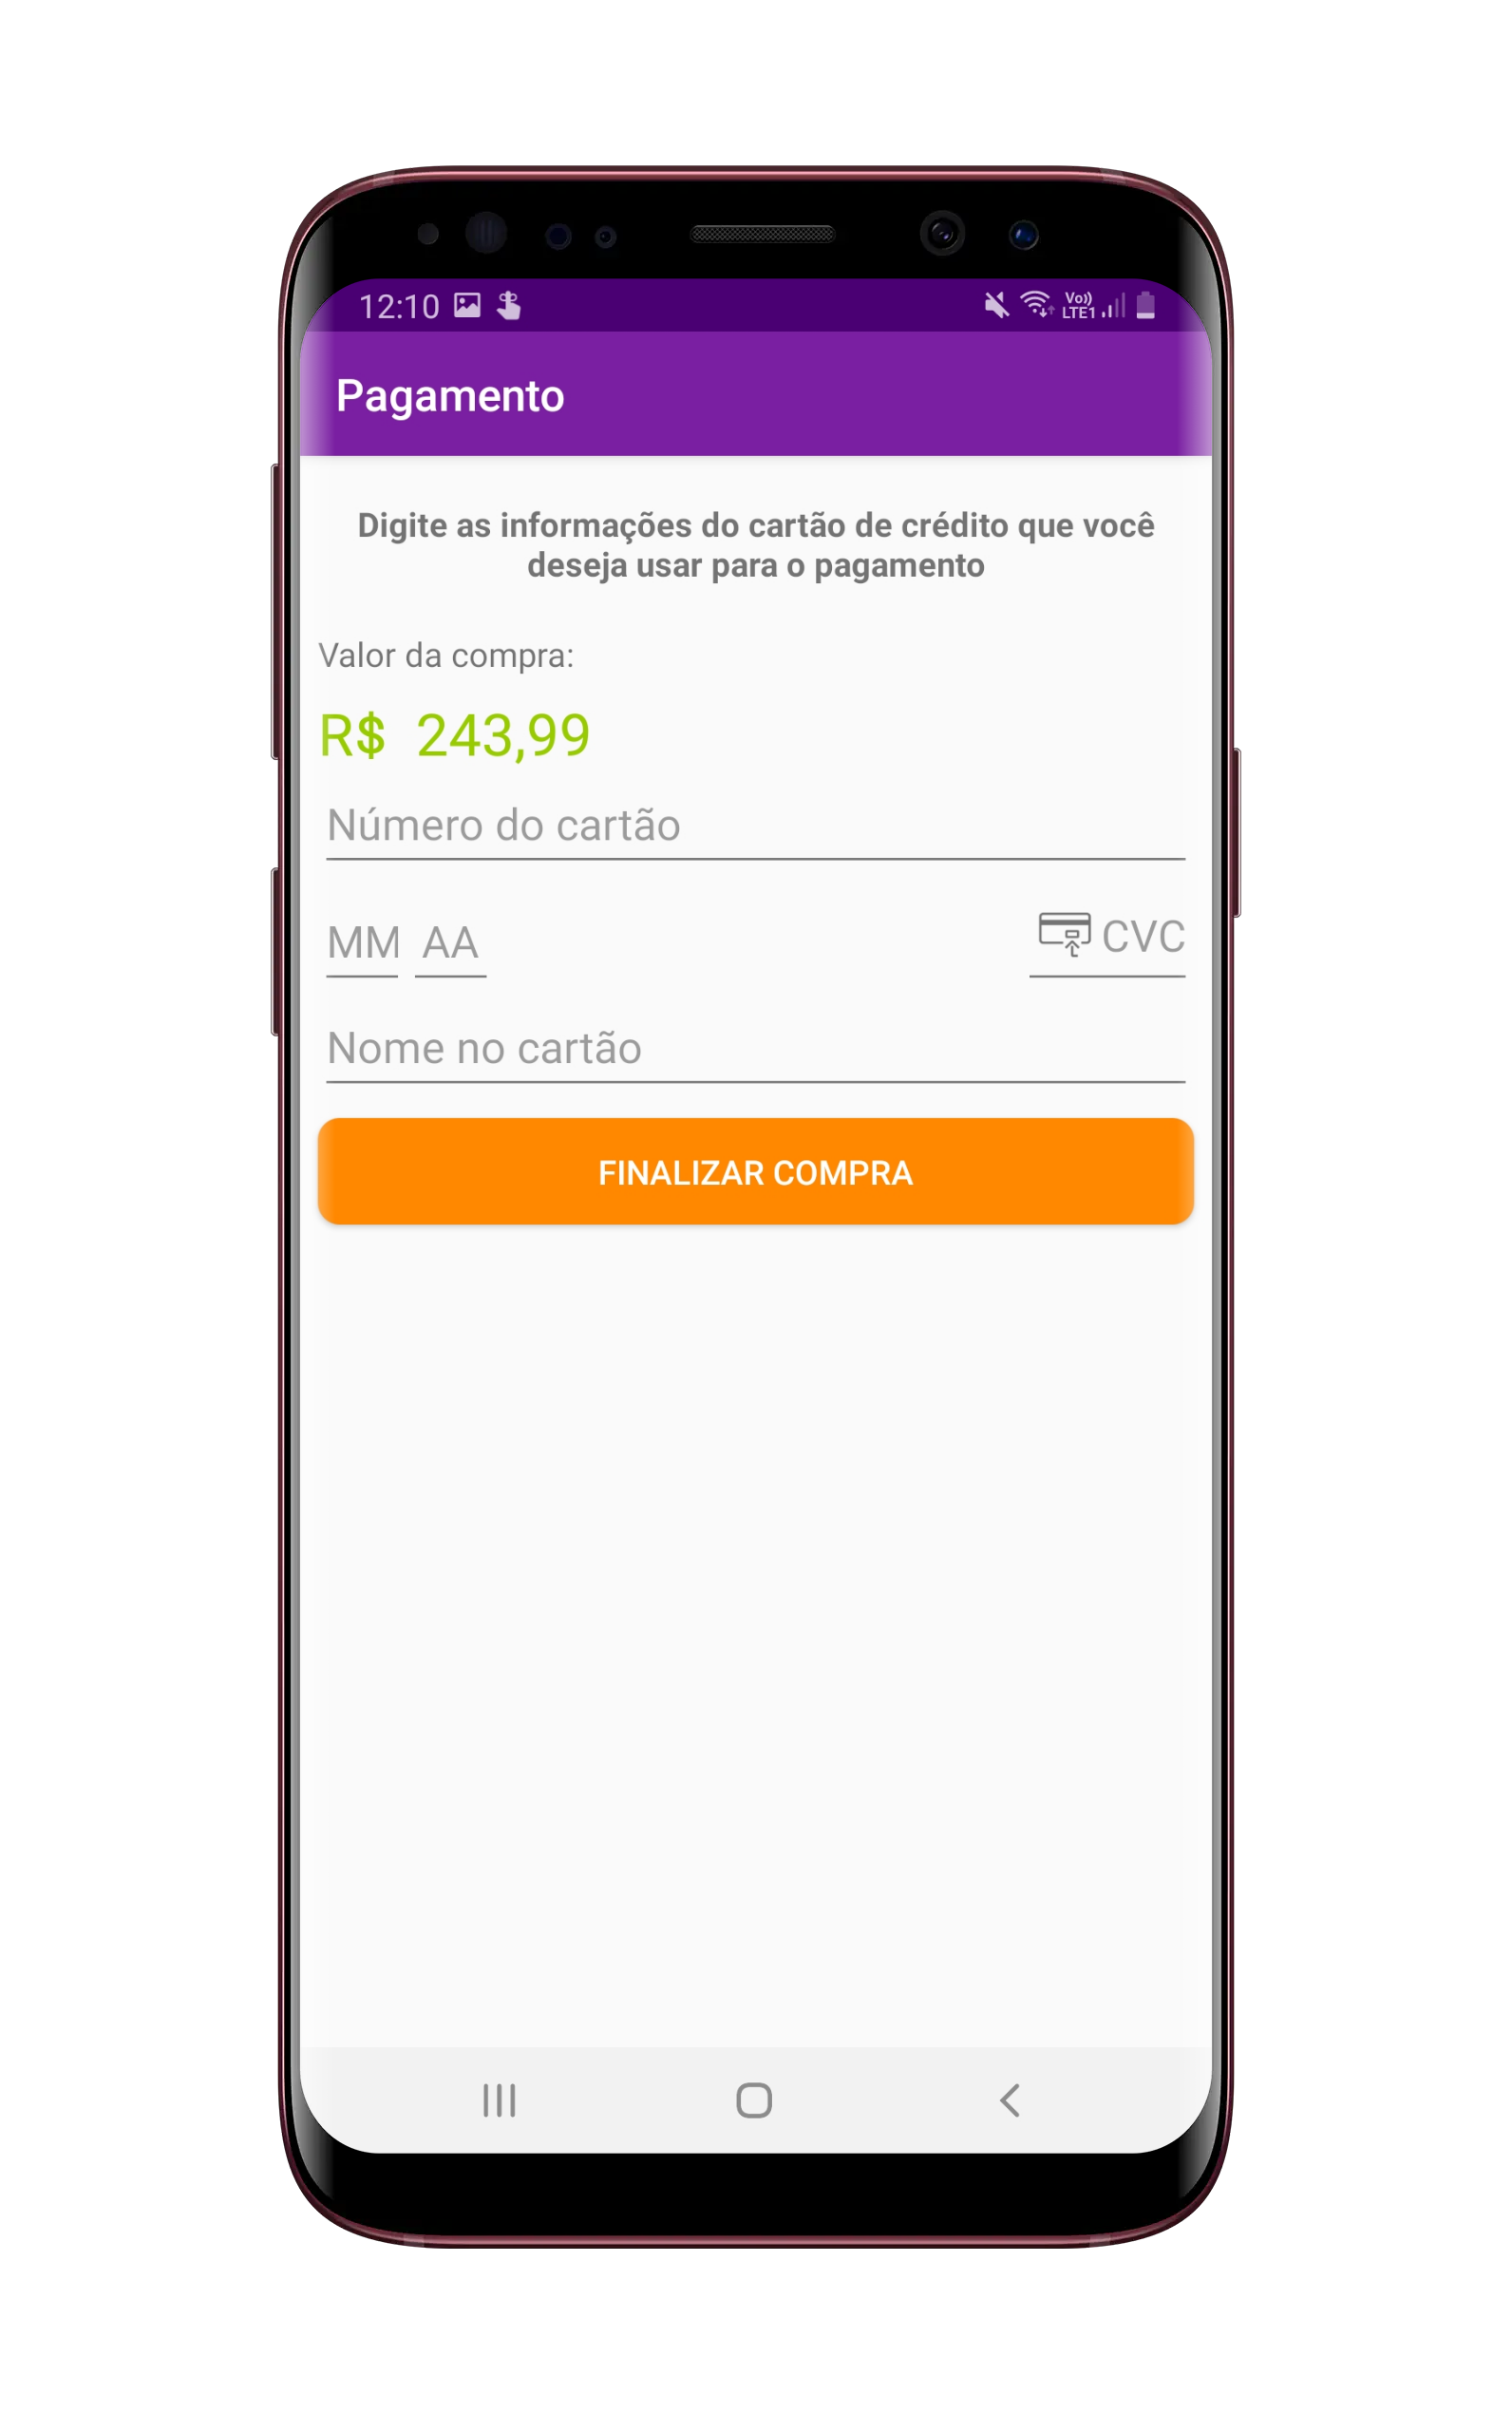 12:10 Vo)) LTE1
Pagamento
Digite as informações do cartão de crédito que você
deseja usar para o pagamento
Valor da compra:
R$ 243,99
Número do cartão
MM AA CVC
Nome no cartão
FINALIZAR COMPRA